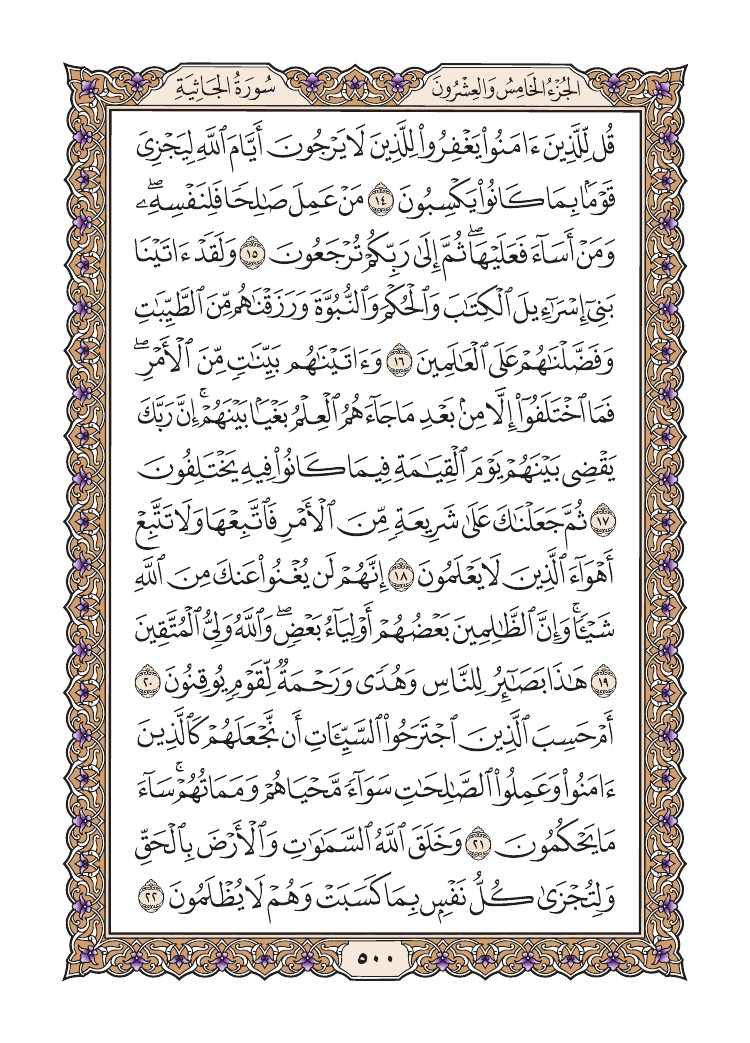 الجُزْءُ الخَامِسُ وَالعِشْرُونَ
سُورَةُ الجَاثِيَةِ
قُل لِّلَّذِينَ ءَامَنُوا۟ يَغْفِرُوا۟ لِلَّذِينَ لَا يَرْجُونَ أَيَّامَ ٱللَّهِ لِيَجْزِىَ
قَوْمًۢا بِمَا كَانُوا۟ يَكْسِبُونَ ١٤ مَنْ عَمِلَ صَـٰلِحًا فَلِنَفْسِهِۦۖ
وَمَنْ أَسَآءَ فَعَلَيْهَاۖ ثُمَّ إِلَىٰ رَبِّكُمْ تُرْجَعُونَ ١٥ وَلَقَدْ ءَاتَيْنَا
بَنِىٓ إِسْرَٰٓءِيلَ ٱلْكِتَـٰبَ وَٱلْحُكْمَ وَٱلنُّبُوَّةَ وَرَزَقْنَـٰهُم مِّنَ ٱلطَّيِّبَـٰتِ
وَفَضَّلْنَـٰهُمْ عَلَى ٱلْعَـٰلَمِينَ ١٦ وَءَاتَيْنَـٰهُم بَيِّنَـٰتٍ مِّنَ ٱلْأَمْرِۖ
فَمَا ٱخْتَلَفُوٓا۟ إِلَّا مِنۢ بَعْدِ مَا جَآءَهُمُ ٱلْعِلْمُ بَغْيًۢا بَيْنَهُمْۚ إِنَّ رَبَّكَ
يَقْضِى بَيْنَهُمْ يَوْمَ ٱلْقِيَـٰمَةِ فِيمَا كَانُوا۟ فِيهِ يَخْتَلِفُونَ
١٧ ثُمَّ جَعَلْنَـٰكَ عَلَىٰ شَرِيعَةٍ مِّنَ ٱلْأَمْرِ فَٱتَّبِعْهَا وَلَا تَتَّبِعْ
أَهْوَآءَ ٱلَّذِينَ لَا يَعْلَمُونَ ١٨ إِنَّهُمْ لَن يُغْنُوا۟ عَنكَ مِنَ ٱللَّهِ
شَيْـًٔاۚ وَإِنَّ ٱلظَّـٰلِمِينَ بَعْضُهُمْ أَوْلِيَآءُ بَعْضٍۖ وَٱللَّهُ وَلِىُّ ٱلْمُتَّقِينَ
١٩ هَـٰذَا بَصَـٰٓئِرُ لِلنَّاسِ وَهُدًى وَرَحْمَةٌ لِّقَوْمٍ يُوقِنُونَ ٢٠
أَمْ حَسِبَ ٱلَّذِينَ ٱجْتَرَحُوا۟ ٱلسَّيِّـَٔاتِ أَن نَّجْعَلَهُمْ كَٱلَّذِينَ
ءَامَنُوا۟ وَعَمِلُوا۟ ٱلصَّـٰلِحَـٰتِ سَوَآءً مَّحْيَاهُمْ وَمَمَاتُهُمْۚ سَآءَ
مَا يَحْكُمُونَ ٢١ وَخَلَقَ ٱللَّهُ ٱلسَّمَـٰوَٰتِ وَٱلْأَرْضَ بِٱلْحَقِّ
وَلِتُجْزَىٰ كُلُّ نَفْسٍۭ بِمَا كَسَبَتْ وَهُمْ لَا يُظْلَمُونَ ٢٢
٥٠٠